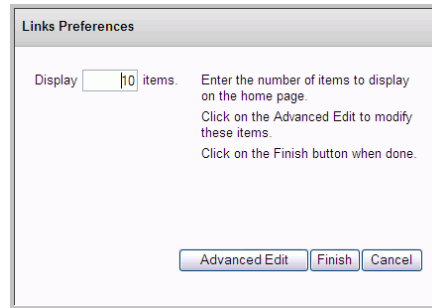 Links Preferences
Display 10 items.
Enter the number of items to display
on the home page.
Click on the Advanced Edit to modify
these items.
Click on the Finish button when done.
Advanced Edit Finish Cancel